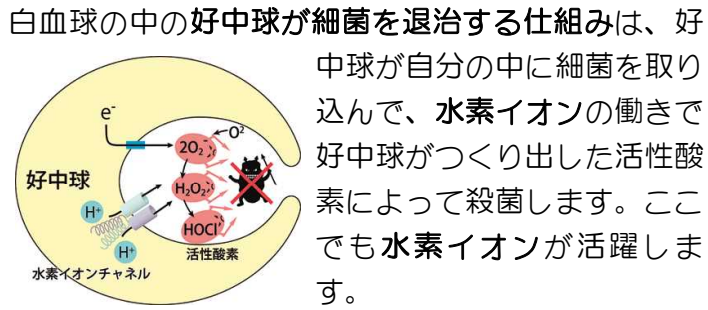 白血球の中の好中球が細菌を退治する仕組みは、好
中球が自分の中に細菌を取り
込んで、水素イオンの働きで
好中球がつくり出した活性酸
素によって殺菌します。ここ
でも水素イオンが活躍しま
す。
e⁻
O²
2O₂⁻
好中球
H₂O₂
H⁺
HOCl
H⁺
活性酸素
水素イオンチャネル